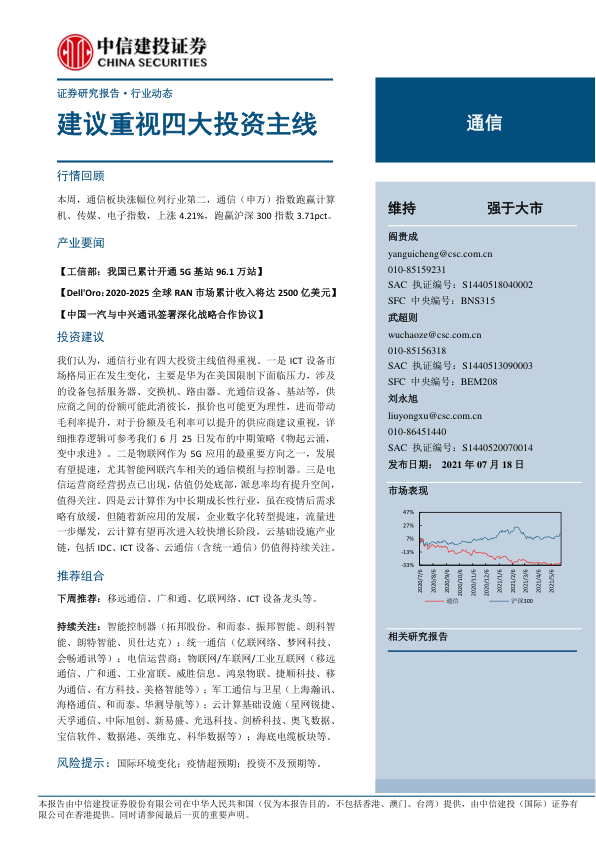 中信建投证券
CHINA SECURITIES
证券研究报告·行业动态
建议重视四大投资主线
行情回顾
本周，通信板块涨幅位列行业第二，通信（申万）指数跑赢计算
机、传媒、电子指数，上涨 4.21%，跑赢沪深 300 指数 3.71pct。
产业要闻
【工信部：我国已累计开通 5G 基站 96.1 万站】
【Dell'Oro：2020-2025 全球 RAN 市场累计收入将达 2500 亿美元】
【中国一汽与中兴通讯签署深化战略合作协议】
投资建议
我们认为，通信行业有四大投资主线值得重视。一是 ICT 设备市
场格局正在发生变化，主要是华为在美国限制下面临压力，涉及
的设备包括服务器、交换机、路由器、光通信设备、基站等，供
应商之间的份额可能此消彼长，报价也可能更为理性，进而带动
毛利率提升，对于份额及毛利率可以提升的供应商建议重视，详
细推荐逻辑可参考我们 6 月 25 日发布的中期策略《物起云涌，
变中求进》。二是物联网作为 5G 应用的最重要方向之一，发展
有望提速，尤其智能网联汽车相关的通信模组与控制器。三是电
信运营商经营拐点已出现，估值仍处底部，派息率均有提升空间，
值得关注。四是云计算作为中长期成长性行业，虽在疫情后需求
略有放缓，但随着新应用的发展，企业数字化转型提速，流量进
一步爆发，云计算有望再次进入较快增长阶段，云基础设施产业
链，包括 IDC、ICT 设备、云通信（含统一通信）仍值得持续关注。
推荐组合
下周推荐：移远通信、广和通、亿联网络、ICT 设备龙头等。
持续关注：智能控制器（拓邦股份、和而泰、振邦智能、朗科智
能、朗特智能、贝仕达克）；统一通信（亿联网络、梦网科技、
会畅通讯等）；电信运营商；物联网/车联网/工业互联网（移远
通信、广和通、工业富联、威胜信息、鸿泉物联、捷顺科技、移
为通信、有方科技、美格智能等）；军工通信与卫星（上海瀚讯、
海格通信、和而泰、华测导航等）；云计算基础设施（星网锐捷、
天孚通信、中际旭创、新易盛、光迅科技、剑桥科技、奥飞数据、
宝信软件、数据港、英维克、科华数据等）；海底电缆板块等。
风险提示：国际环境变化；疫情超预期；投资不及预期等。
通信
维持 强于大市
阎贵成
yanguicheng@csc.com.cn
010-85159231
SAC 执证编号：S1440518040002
SFC 中央编号：BNS315
武超则
wuchaoze@csc.com.cn
010-85156318
SAC 执证编号：S1440513090003
SFC 中央编号：BEM208
刘永旭
liuyongxu@csc.com.cn
010-86451440
SAC 执证编号：S1440520070014
发布日期： 2021 年 07 月 18 日
市场表现
47%
27%
7%
-13%
-33%
2020/7/6
2020/8/6
2020/9/6
2020/10/6
2020/11/6
2020/12/6
2021/1/6
2021/2/6
2021/3/6
2021/4/6
2021/5/6
通信 沪深300
相关研究报告
本报告由中信建投证券股份有限公司在中华人民共和国（仅为本报告目的，不包括香港、澳门、台湾）提供，由中信建投（国际）证券有
限公司在香港提供。同时请参阅最后一页的重要声明。